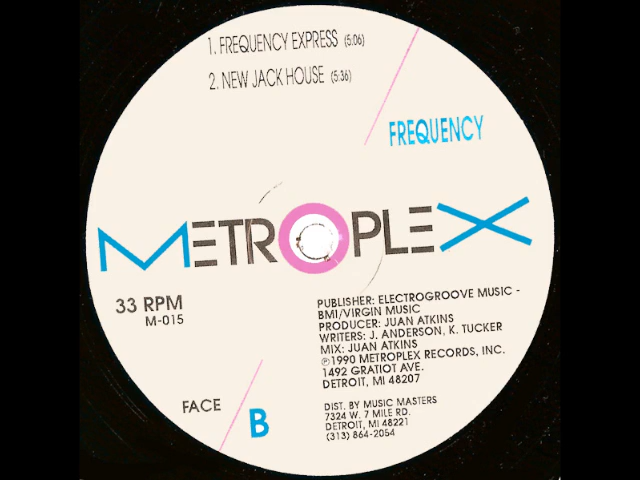 1. FREQUENCY EXPRESS (5:06)
2. NEW JACK HOUSE (5:36)
FREQUENCY
METROPLEX
33 RPM
M-015
PUBLISHER: ELECTROGROOVE MUSIC -
BMI/VIRGIN MUSIC
PRODUCER: JUAN ATKINS
WRITERS: J. ANDERSON, K. TUCKER
MIX: JUAN ATKINS
℗1990 METROPLEX RECORDS, INC.
1492 GRATIOT AVE.
DETROIT, MI 48207
FACE B
DIST. BY MUSIC MASTERS
7324 W. 7 MILE RD.
DETROIT, MI 48221
(313) 864-2054